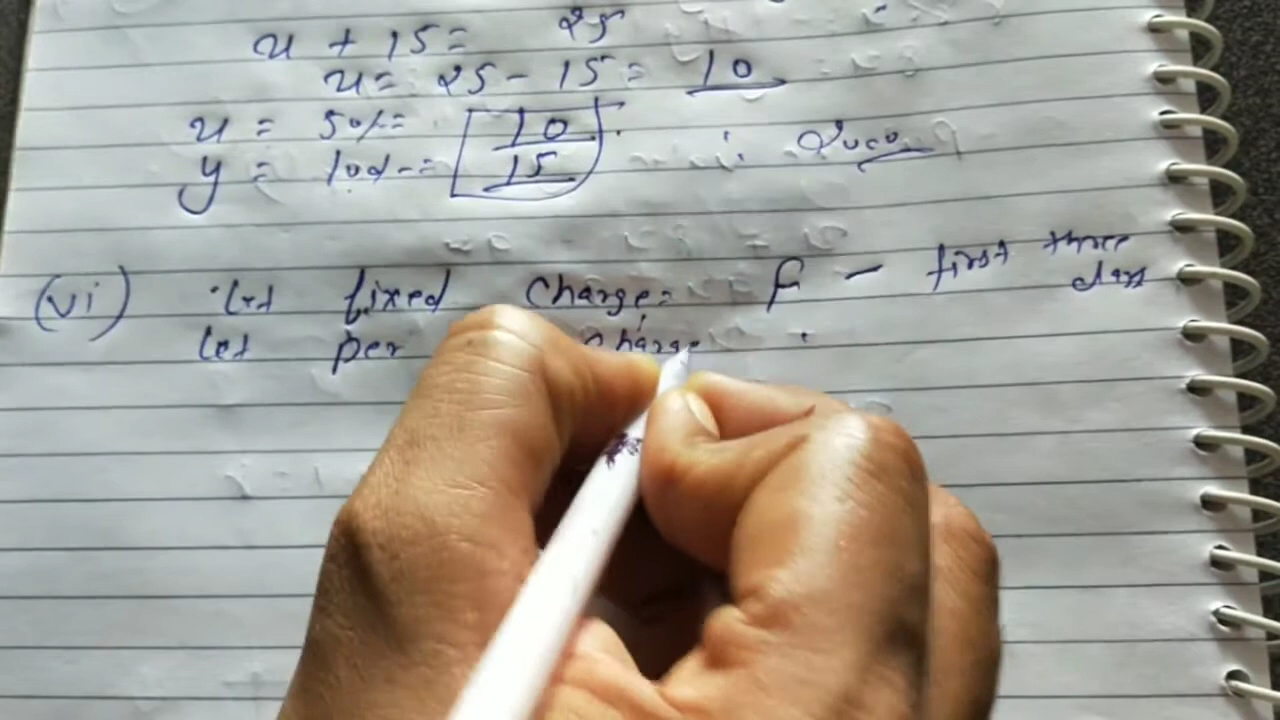 x + 15 = 25
x = 25 - 15 = 10
x = 50/- = 10
y = 100/- = 15
(vi) Let fixed Charge = F - first three days
Let per charge